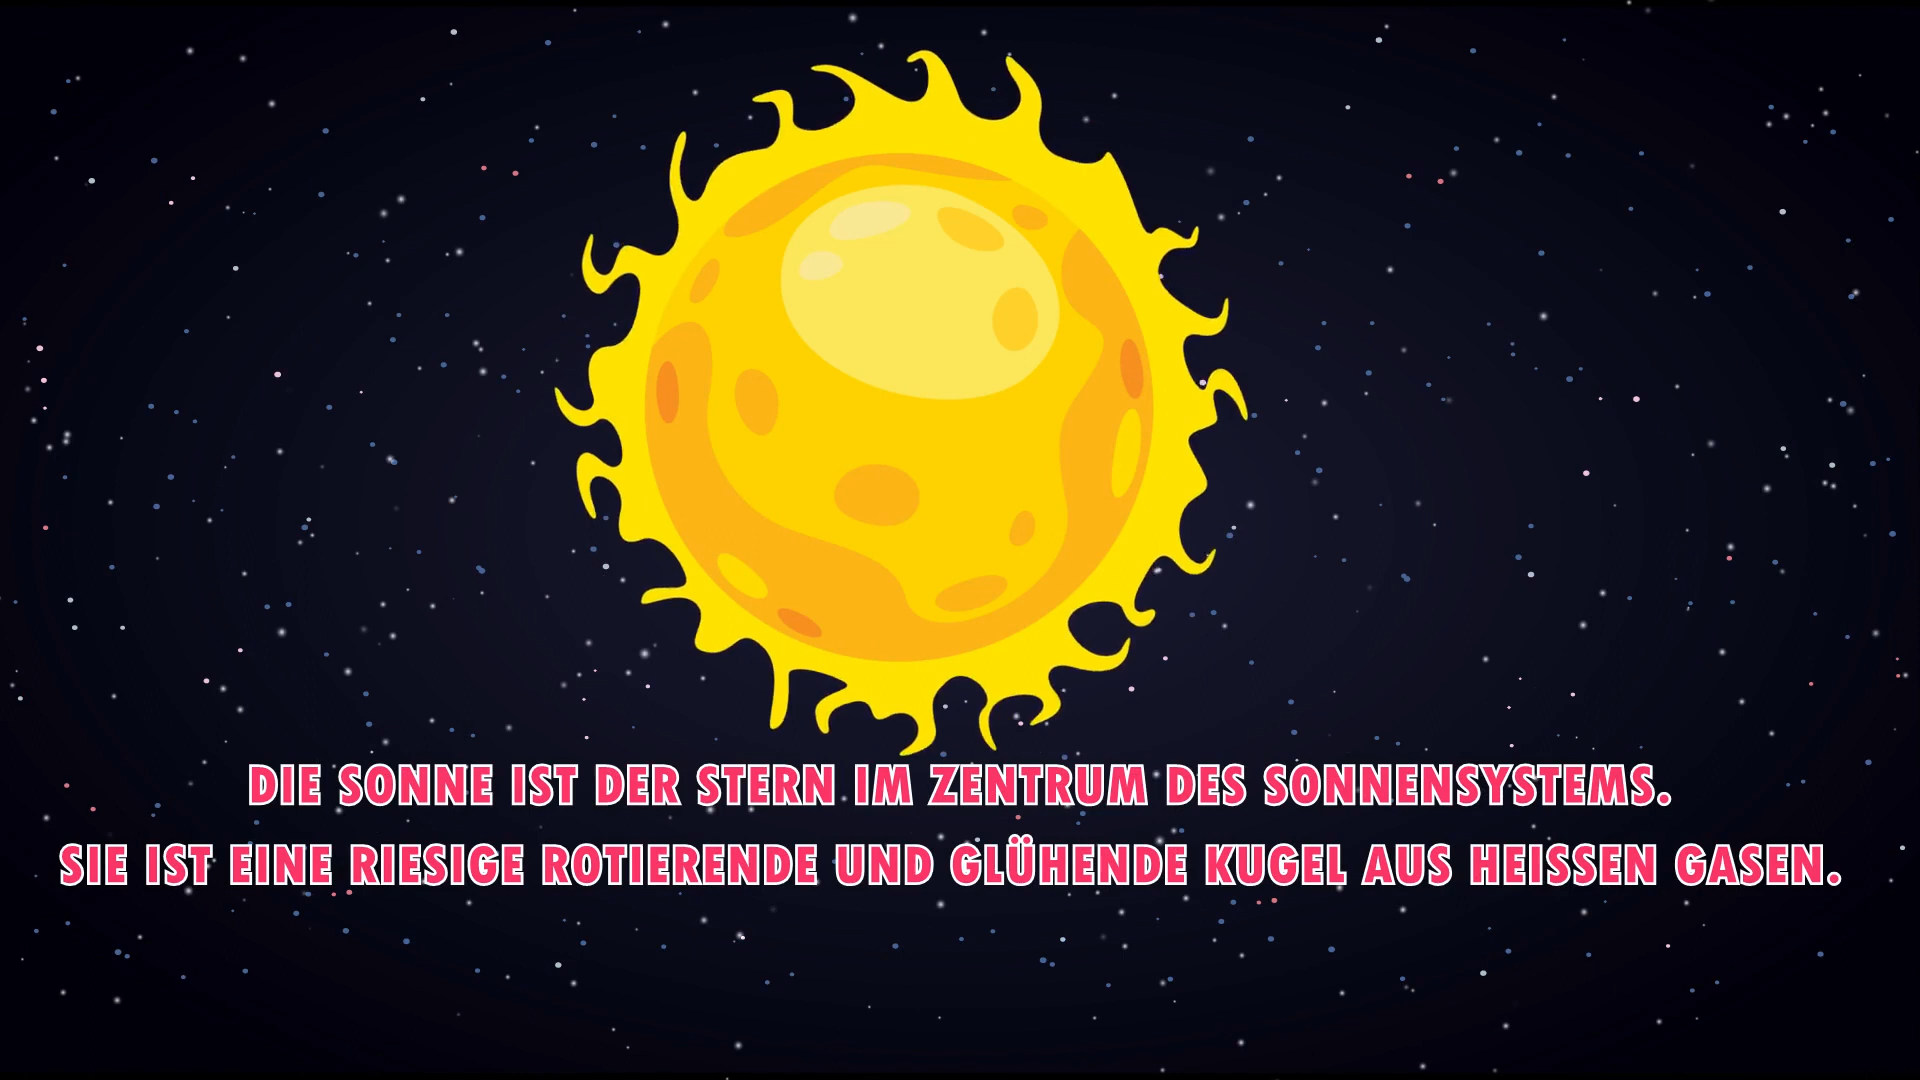 DIE SONNE IST DER STERN IM ZENTRUM DES SONNENSYSTEMS.
SIE IST EINE RIESIGE ROTIERENDE UND GLÜHENDE KUGEL AUS HEISSEN GASEN.